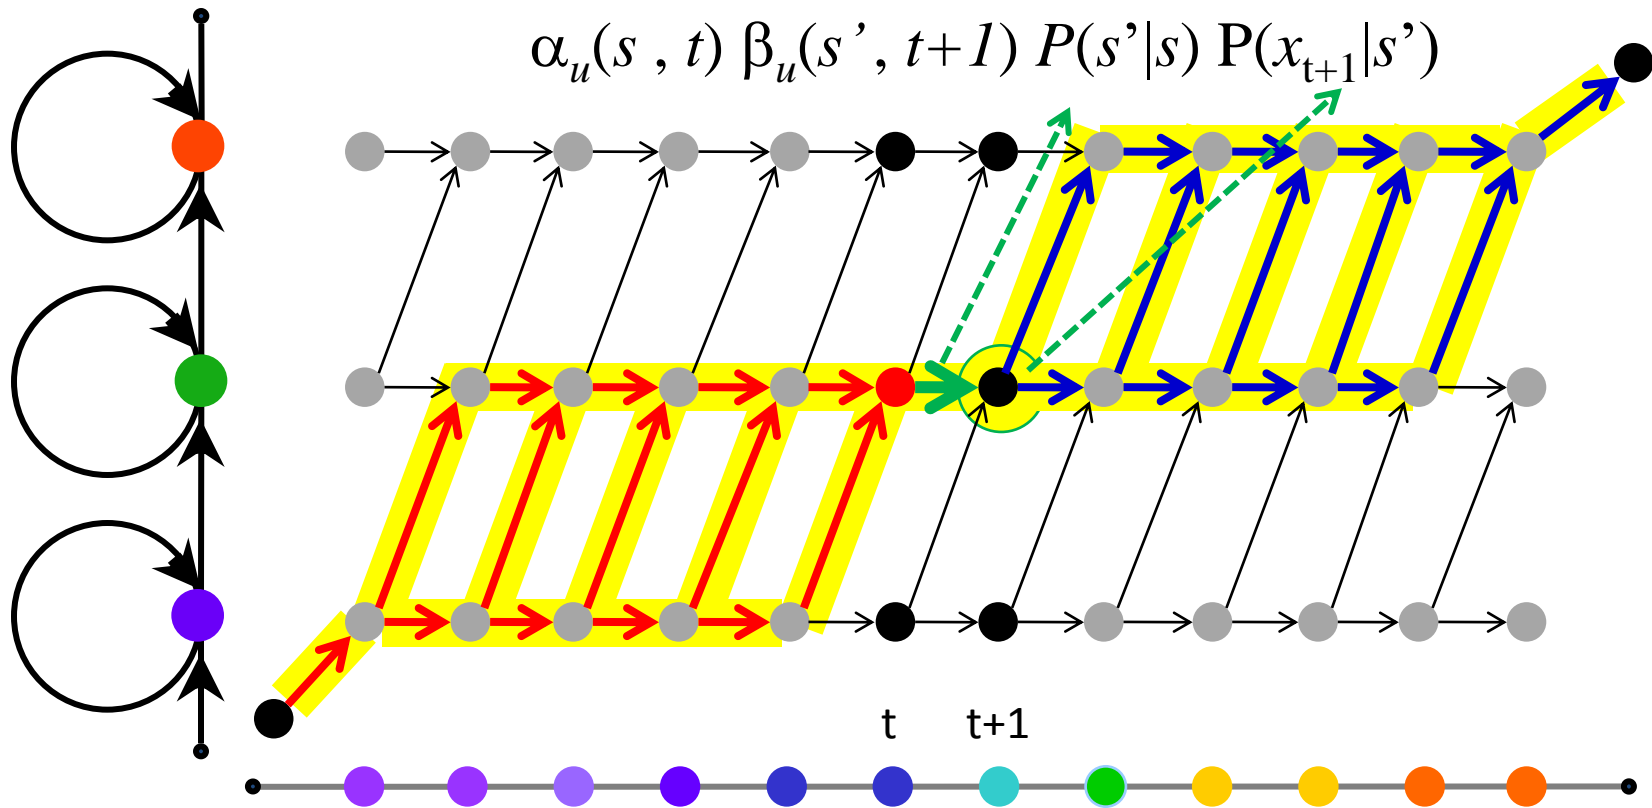 αᵤ(s , t) βᵤ(s’, t+1) P(s’|s) P(xₜ₊₁|s’)
t t+1